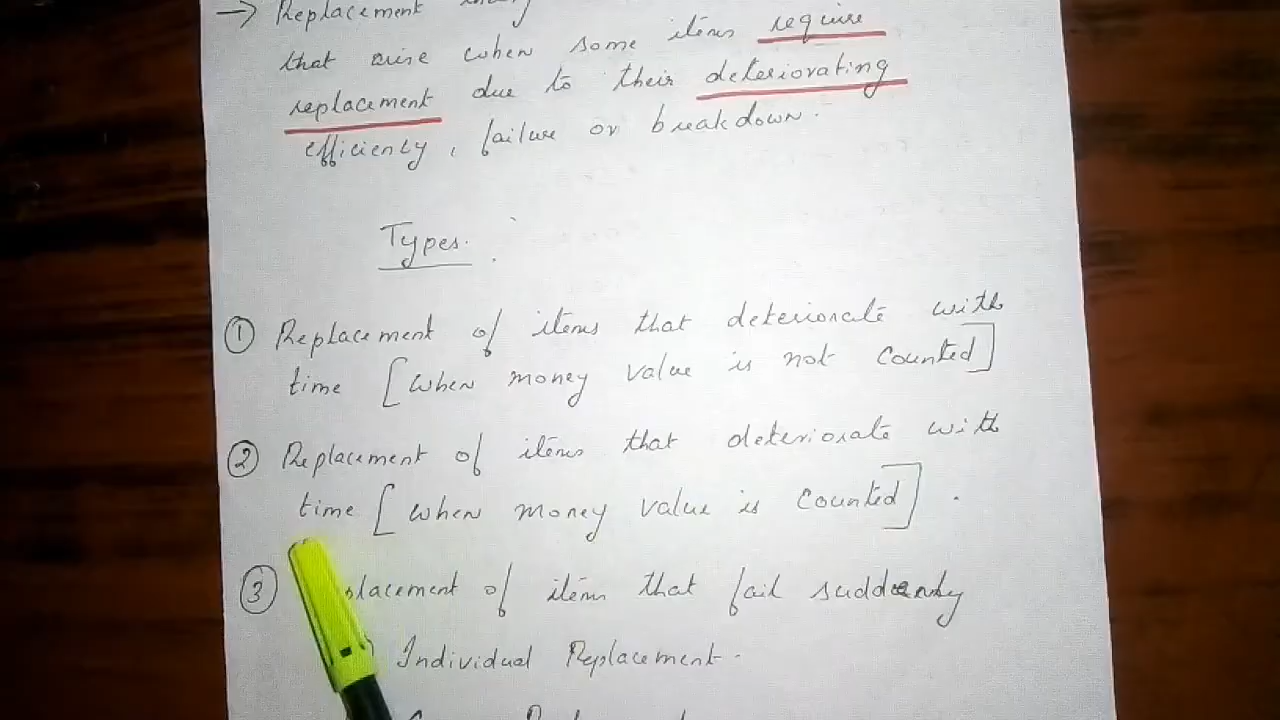 → Replacement
that arise when some items require
replacement due to their deteriorating
efficiency, failure or breakdown.
Types.
① Replacement of items that deteriorate with
time [when money value is not counted]
② Replacement of items that deteriorate with
time [when money value is counted].
③ placement of items that fail suddenly
Individual Replacement.